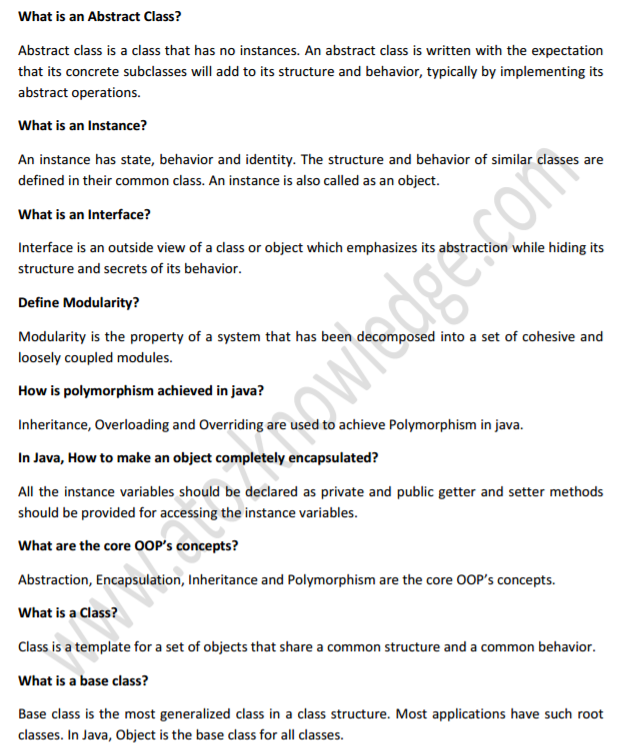 What is an Abstract Class?
Abstract class is a class that has no instances. An abstract class is written with the expectation
that its concrete subclasses will add to its structure and behavior, typically by implementing its
abstract operations.
What is an Instance?
An instance has state, behavior and identity. The structure and behavior of similar classes are
defined in their common class. An instance is also called as an object.
What is an Interface?
Interface is an outside view of a class or object which emphasizes its abstraction while hiding its
structure and secrets of its behavior.
Define Modularity?
Modularity is the property of a system that has been decomposed into a set of cohesive and
loosely coupled modules.
How is polymorphism achieved in java?
Inheritance, Overloading and Overriding are used to achieve Polymorphism in java.
In Java, How to make an object completely encapsulated?
All the instance variables should be declared as private and public getter and setter methods
should be provided for accessing the instance variables.
What are the core OOP’s concepts?
Abstraction, Encapsulation, Inheritance and Polymorphism are the core OOP’s concepts.
What is a Class?
Class is a template for a set of objects that share a common structure and a common behavior.
What is a base class?
Base class is the most generalized class in a class structure. Most applications have such root
classes. In Java, Object is the base class for all classes.
www.atozknowledge.com